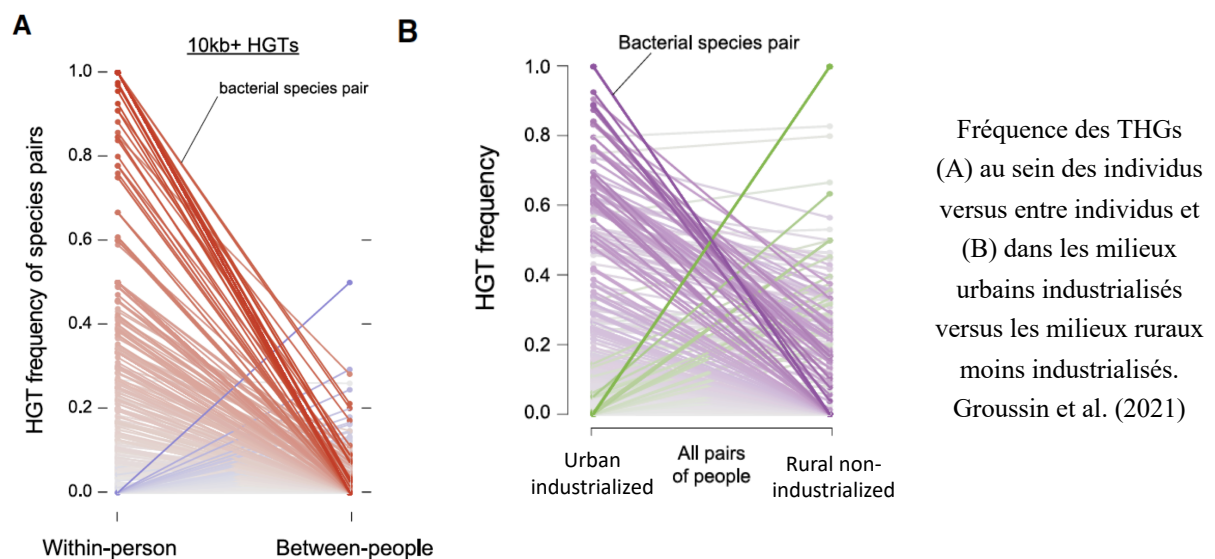 A
10kb+ HGTs
bacterial species pair
HGT frequency of species pairs
1.0
0.8
0.6
0.4
0.2
0.0
Within-person
Between-people
B
Bacterial species pair
HGT frequency
1.0
0.8
0.6
0.4
0.2
0.0
Urban
industrialized
All pairs
of people
Rural non-
industrialized
Fréquence des THGs
(A) au sein des individus
versus entre individus et
(B) dans les milieux
urbains industrialisés
versus les milieux ruraux
moins industrialisés.
Groussin et al. (2021)